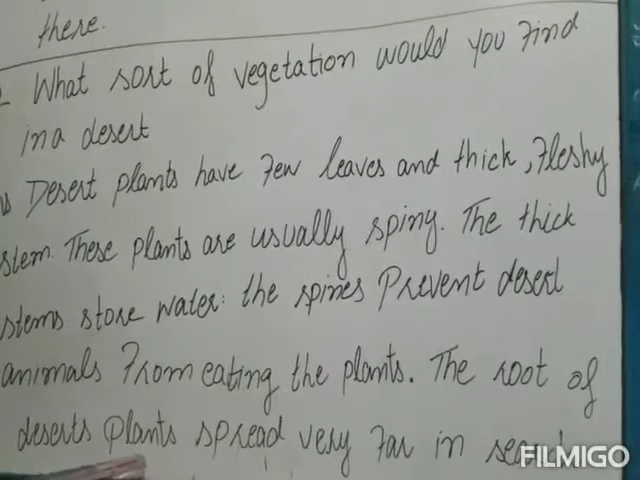 there.
What sort of vegetation would you find
in a desert
Desert plants have few leaves and thick, fleshy
stem. These plants are usually spiny. The thick
stems store water: the spines Prevent desert
animals from eating the plants. The root of
deserts plants spread very far in
FILMIGO